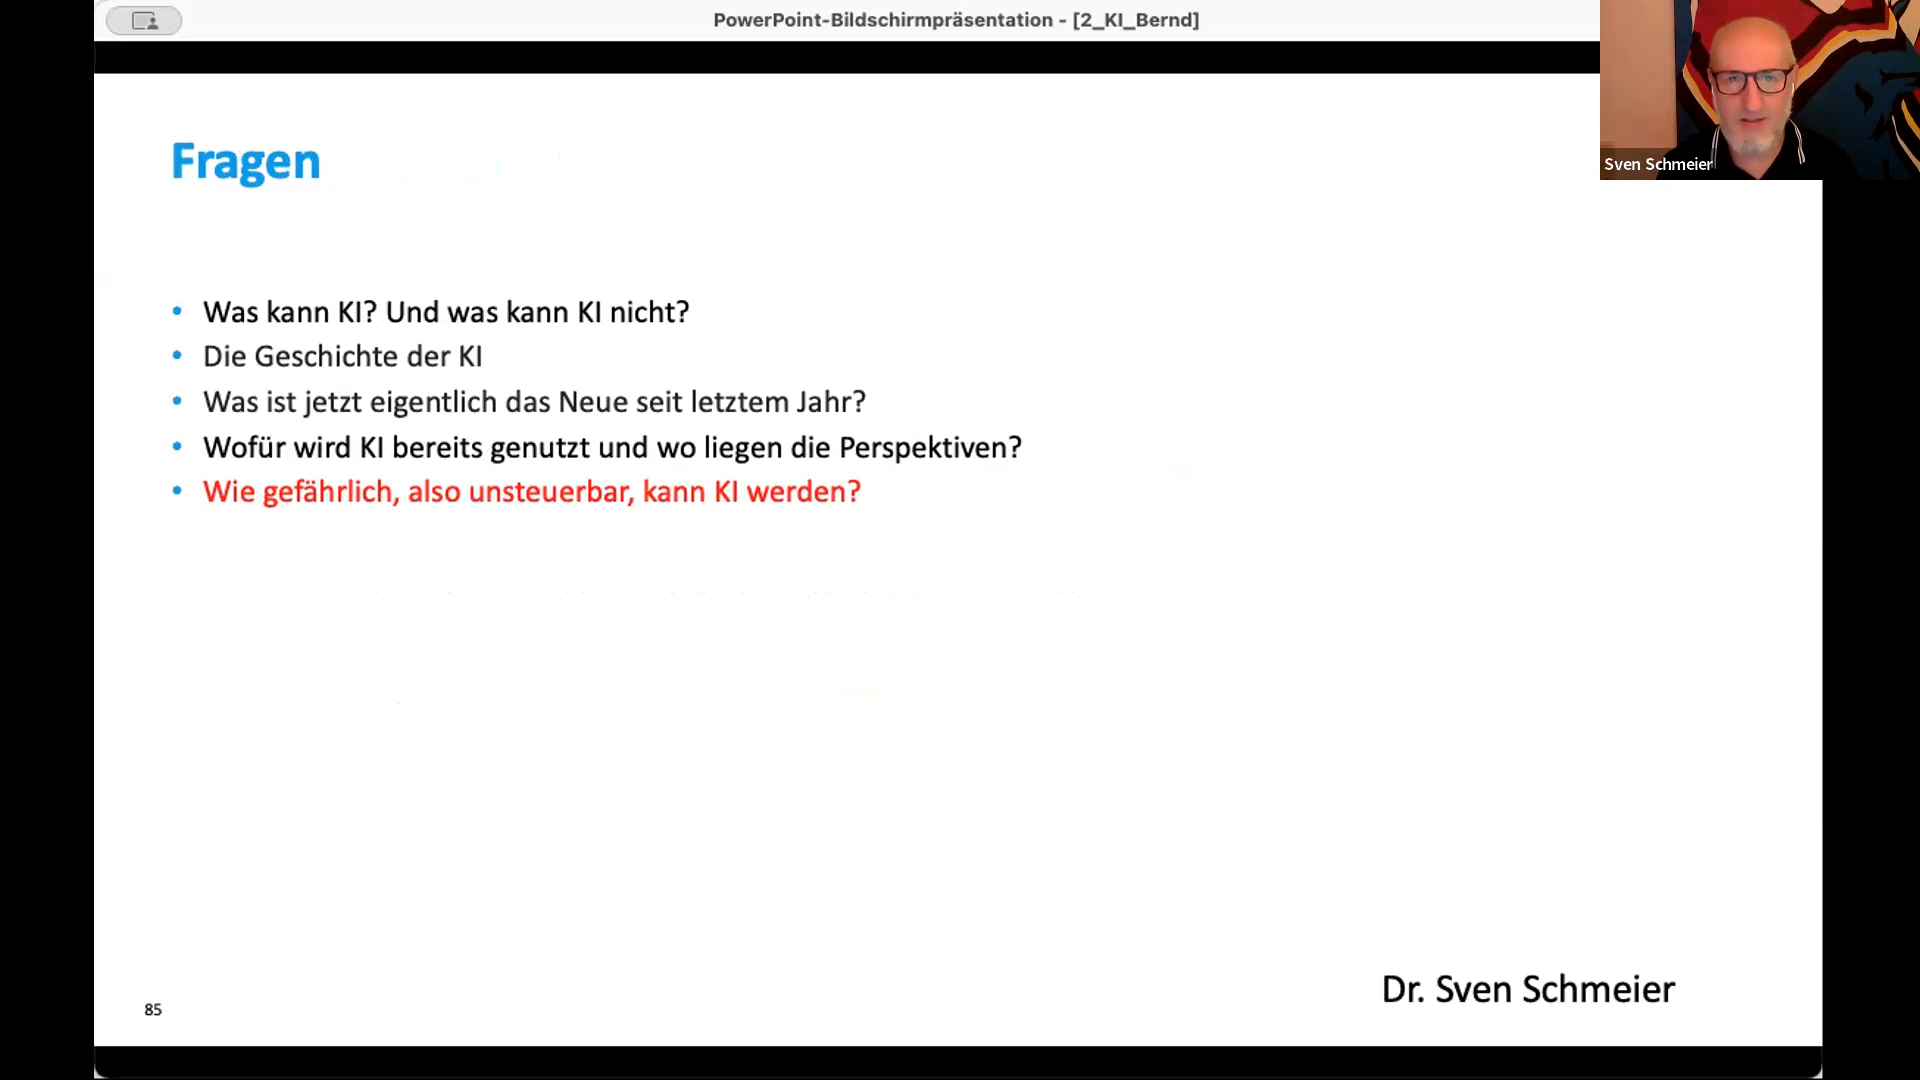 PowerPoint-Bildschirmpräsentation - [2_KI_Bernd]
Sven Schmeier
Fragen
• Was kann KI? Und was kann KI nicht?
• Die Geschichte der KI
• Was ist jetzt eigentlich das Neue seit letztem Jahr?
• Wofür wird KI bereits genutzt und wo liegen die Perspektiven?
• Wie gefährlich, also unsteuerbar, kann KI werden?
Dr. Sven Schmeier
85